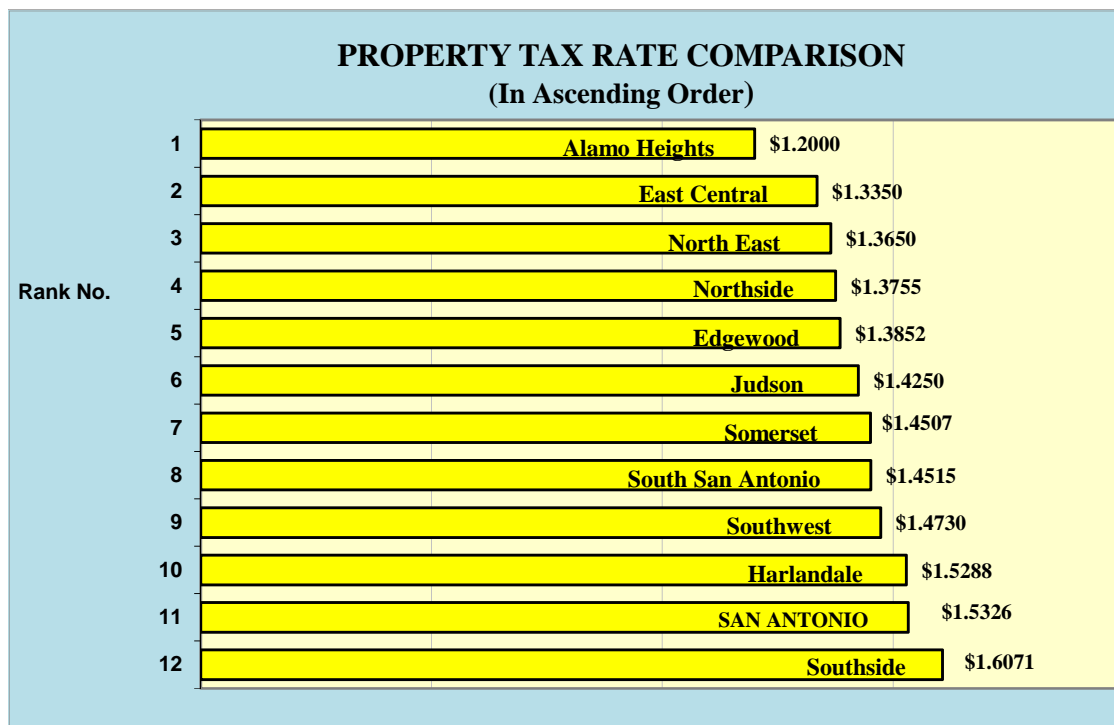 PROPERTY TAX RATE COMPARISON
(In Ascending Order)
1 Alamo Heights $1.2000
2 East Central $1.3350
3 North East $1.3650
Rank No. 4 Northside $1.3755
5 Edgewood $1.3852
6 Judson $1.4250
7 Somerset $1.4507
8 South San Antonio $1.4515
9 Southwest $1.4730
10 Harlandale $1.5288
11 SAN ANTONIO $1.5326
12 Southside $1.6071